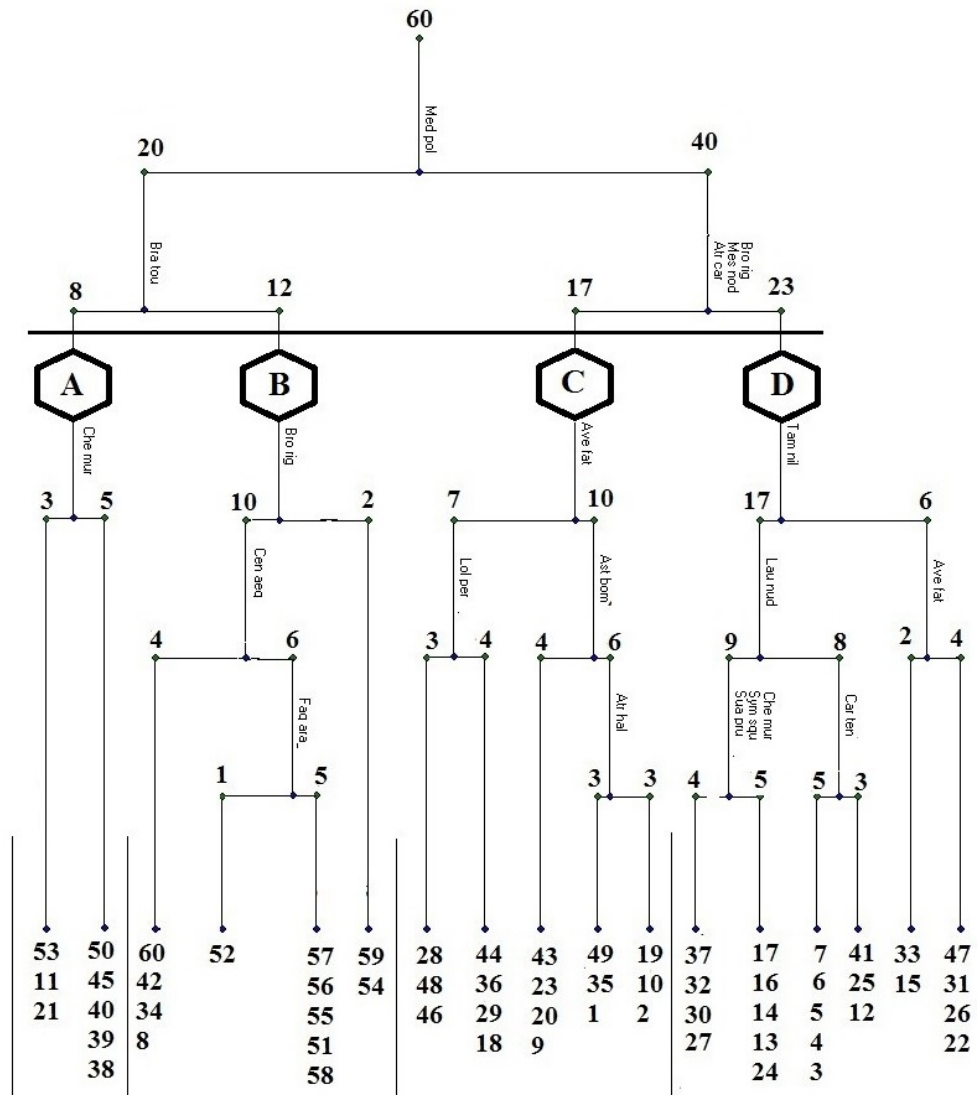 60
Med pol
20
40
Bra tou
Bro rig
Mes nod
Atr car
8
12
17
23
A
B
C
D
Che mur
Bro rig
Ave fat
Tam nil
3 5
10
2
7
10
17
6
Cen aeq
Lol per
Ast bom
Lau nud
Ave fat
4
6
3 4
4 6
9
8
2 4
Faq ara_
Atr hal
Che mur
Sym squ
Sua pru
Car ten
1
5
3 3
4 5
5 3
53 50 60 52 57 59 28 44 43 49 19 37 17 7 41 33 47
11 45 42 56 54 48 36 23 35 10 32 16 6 25 15 31
21 40 34 55 46 29 20 1 2 30 14 5 12 26
39 8 51 18 9 27 13 4 22
38 58 24 3